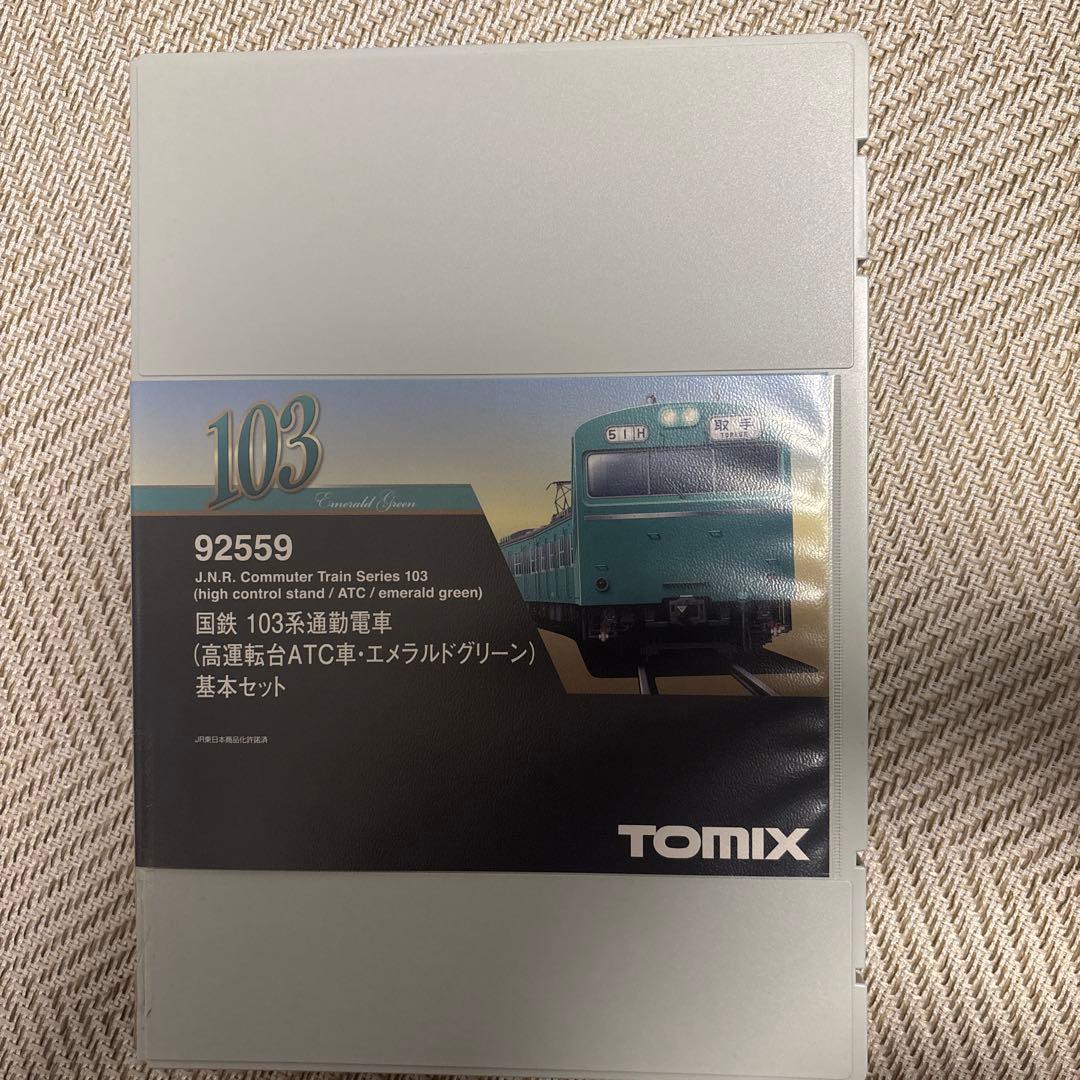 103
Emerald Green
51H
取手
92559
J.N.R. Commuter Train Series 103
(high control stand / ATC / emerald green)
国鉄 103系通勤電車
(高運転台ATC車・エメラルドグリーン)
基本セット
JR東日本商品化許諾済
TOMIX